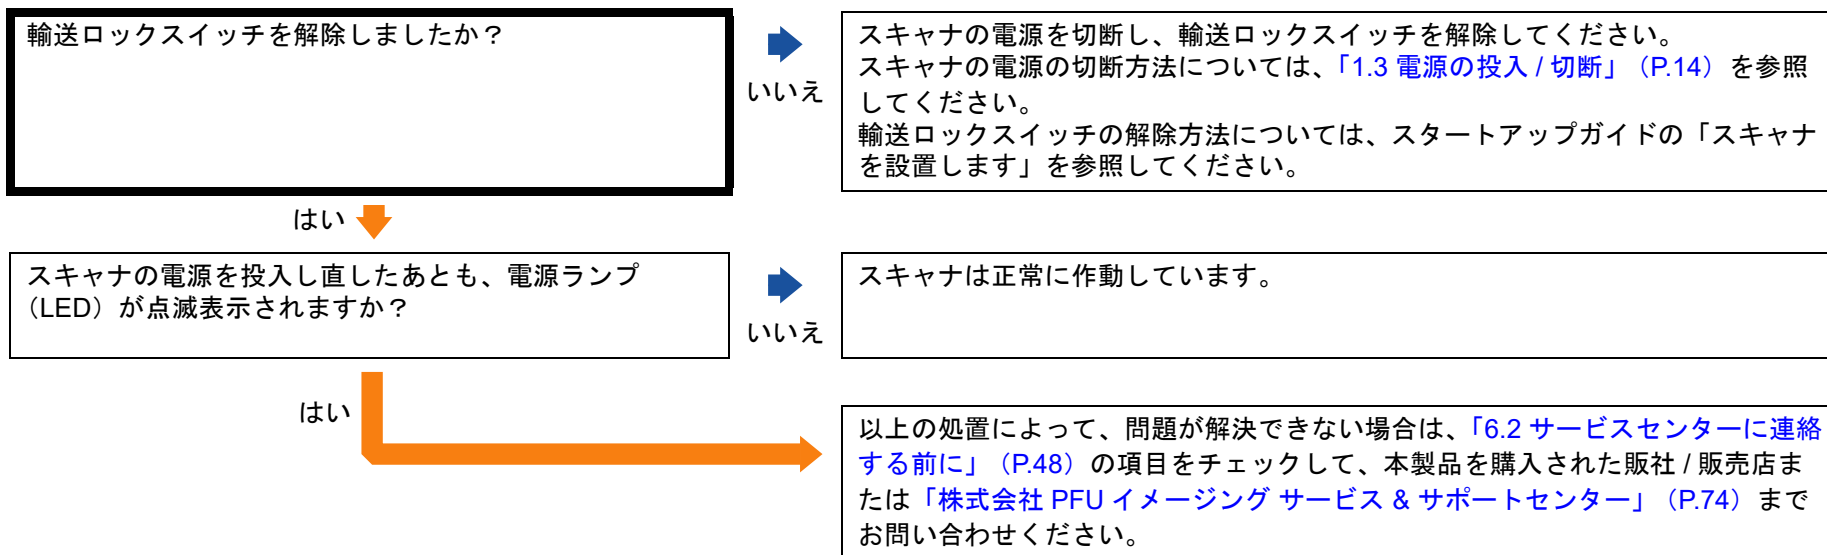 輸送ロックスイッチを解除しましたか？
いいえ
スキャナの電源を切断し、輸送ロックスイッチを解除してください。
スキャナの電源の切断方法については、「1.3 電源の投入 / 切断」（P.14）を参照
してください。
輸送ロックスイッチの解除方法については、スタートアップガイドの「スキャナ
を設置します」を参照してください。
はい
スキャナの電源を投入し直したあとも、電源ランプ
（LED）が点滅表示されますか？
いいえ
スキャナは正常に作動しています。
はい
以上の処置によって、問題が解決できない場合は、「6.2 サービスセンターに連絡
する前に」（P.48）の項目をチェックして、本製品を購入された販社 / 販売店ま
たは「株式会社 PFU イメージング サービス & サポートセンター」（P.74）まで
お問い合わせください。